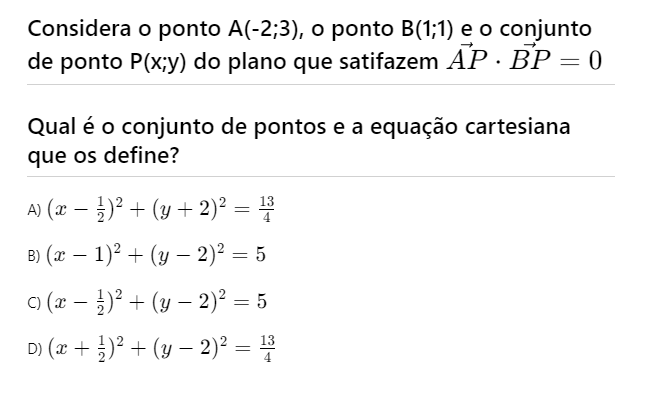 Considera o ponto A(-2;3), o ponto B(1;1) e o conjunto
de ponto P(x;y) do plano que satifazem $\vec{AP} \cdot \vec{BP} = 0$
Qual é o conjunto de pontos e a equação cartesiana
que os define?
A) $(x - \frac{1}{2})^2 + (y + 2)^2 = \frac{13}{4}$
B) $(x - 1)^2 + (y - 2)^2 = 5$
C) $(x - \frac{1}{2})^2 + (y - 2)^2 = 5$
D) $(x + \frac{1}{2})^2 + (y - 2)^2 = \frac{13}{4}$